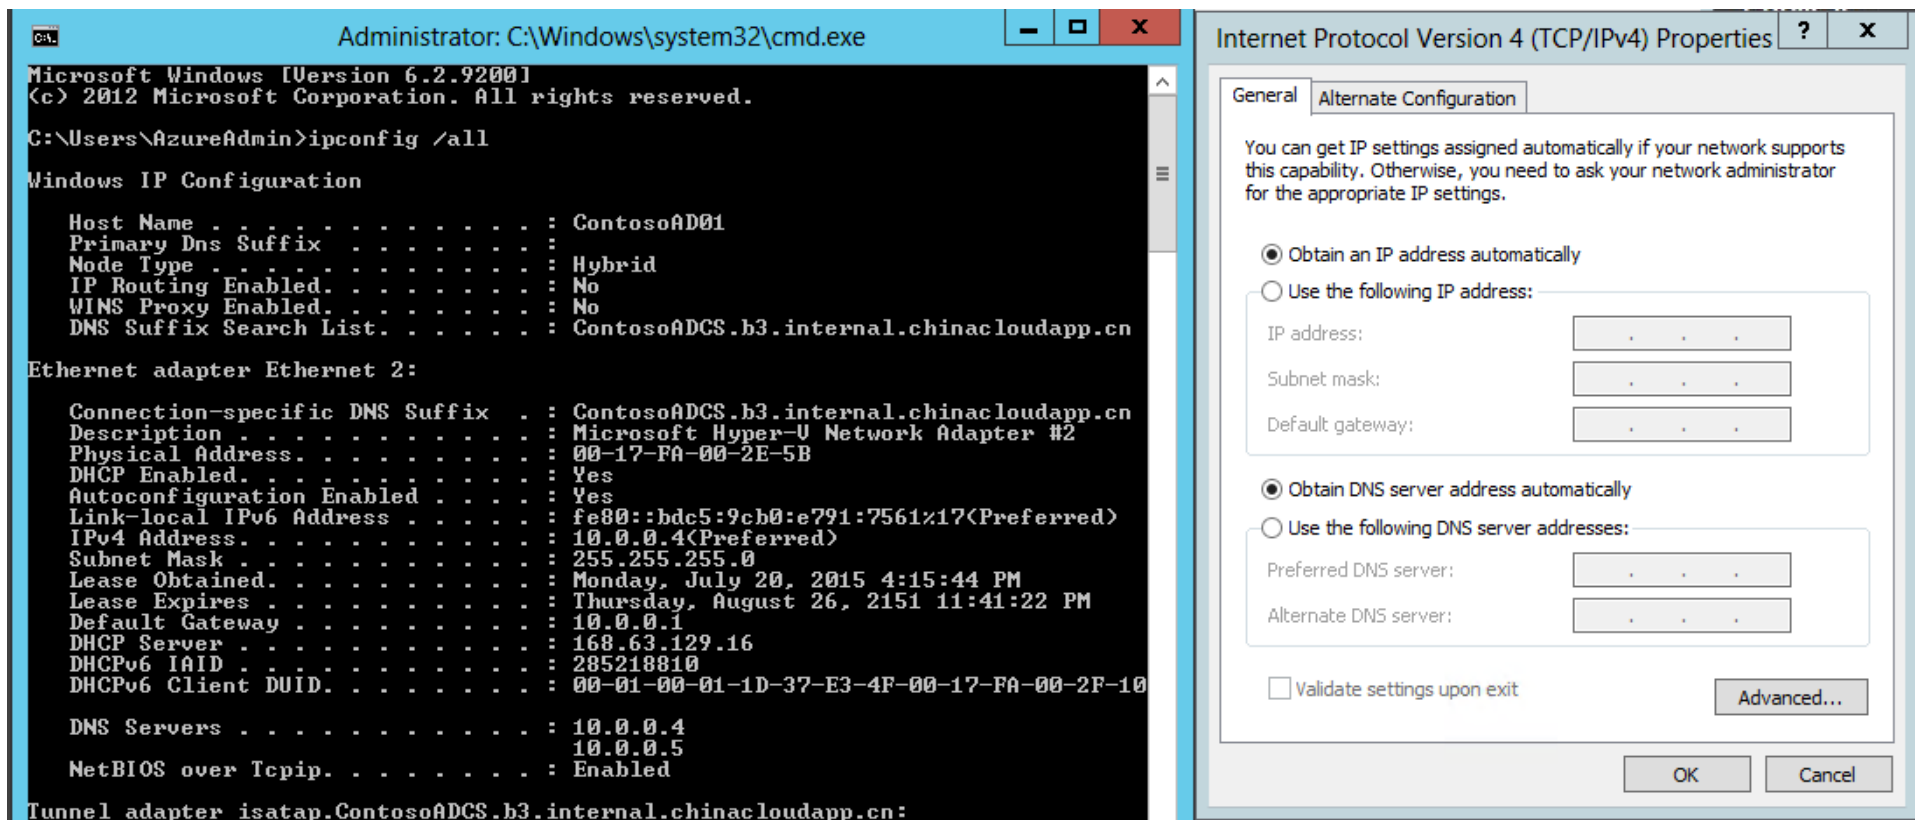 Administrator: C:\Windows\system32\cmd.exe
Microsoft Windows [Version 6.2.9200]
(c) 2012 Microsoft Corporation. All rights reserved.
C:\Users\AzureAdmin>ipconfig /all
Windows IP Configuration
Host Name . . . . . . . . . . . . : ContosoAD01
Primary Dns Suffix  . . . . . . . :
Node Type . . . . . . . . . . . . : Hybrid
IP Routing Enabled. . . . . . . . : No
WINS Proxy Enabled. . . . . . . . : No
DNS Suffix Search List. . . . . . : ContosoADCS.b3.internal.chinacloudapp.cn
Ethernet adapter Ethernet 2:
Connection-specific DNS Suffix  . : ContosoADCS.b3.internal.chinacloudapp.cn
Description . . . . . . . . . . . : Microsoft Hyper-V Network Adapter #2
Physical Address. . . . . . . . . : 00-17-FA-00-2E-5B
DHCP Enabled. . . . . . . . . . . : Yes
Autoconfiguration Enabled . . . . : Yes
Link-local IPv6 Address . . . . . : fe80::bdc5:9cb0:e791:7561%17(Preferred)
IPv4 Address. . . . . . . . . . . : 10.0.0.4(Preferred)
Subnet Mask . . . . . . . . . . . : 255.255.255.0
Lease Obtained. . . . . . . . . . : Monday, July 20, 2015 4:15:44 PM
Lease Expires . . . . . . . . . . : Thursday, August 26, 2151 11:41:22 PM
Default Gateway . . . . . . . . . : 10.0.0.1
DHCP Server . . . . . . . . . . . : 168.63.129.16
DHCPv6 IAID . . . . . . . . . . . : 285218810
DHCPv6 Client DUID. . . . . . . . : 00-01-00-01-1D-37-E3-4F-00-17-FA-00-2F-10
DNS Servers . . . . . . . . . . . : 10.0.0.4
10.0.0.5
NetBIOS over Tcpip. . . . . . . . : Enabled
Tunnel adapter isatap.ContosoADCS.b3.internal.chinacloudapp.cn:
Internet Protocol Version 4 (TCP/IPv4) Properties
General
Alternate Configuration
You can get IP settings assigned automatically if your network supports
this capability. Otherwise, you need to ask your network administrator
for the appropriate IP settings.
Obtain an IP address automatically
Use the following IP address:
IP address:
Subnet mask:
Default gateway:
Obtain DNS server address automatically
Use the following DNS server addresses:
Preferred DNS server:
Alternate DNS server:
Validate settings upon exit
Advanced...
OK
Cancel